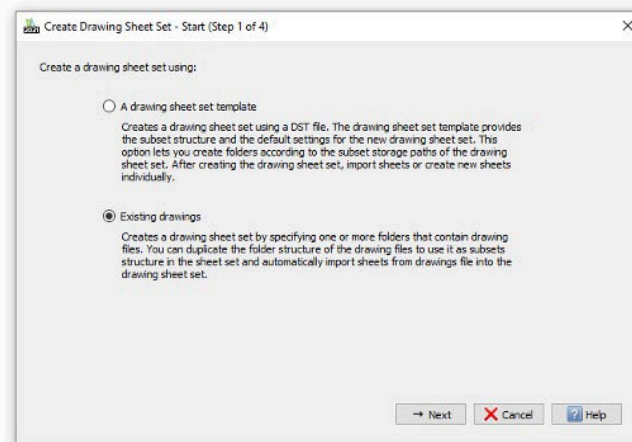 2021 Create Drawing Sheet Set - Start (Step 1 of 4)
Create a drawing sheet set using:
A drawing sheet set template
Creates a drawing sheet set using a DST file. The drawing sheet set template provides
the subset structure and the default settings for the new drawing sheet set. This
option lets you create folders according to the subset storage paths of the drawing
sheet set. After creating the drawing sheet set, import sheets or create new sheets
individually.
Existing drawings
Creates a drawing sheet set by specifying one or more folders that contain drawing
files. You can duplicate the folder structure of the drawing files to use it as subsets
structure in the sheet set and automatically import sheets from drawings file into the
drawing sheet set.
→ Next Cancel ? Help